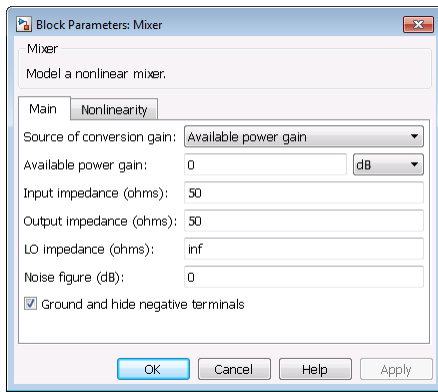 Block Parameters: Mixer
Mixer
Model a nonlinear mixer.
Main Nonlinearity
Source of conversion gain: Available power gain
Available power gain: 0 dB
Input impedance (ohms): 50
Output impedance (ohms): 50
LO impedance (ohms): inf
Noise figure (dB): 0
Ground and hide negative terminals
OK Cancel Help Apply